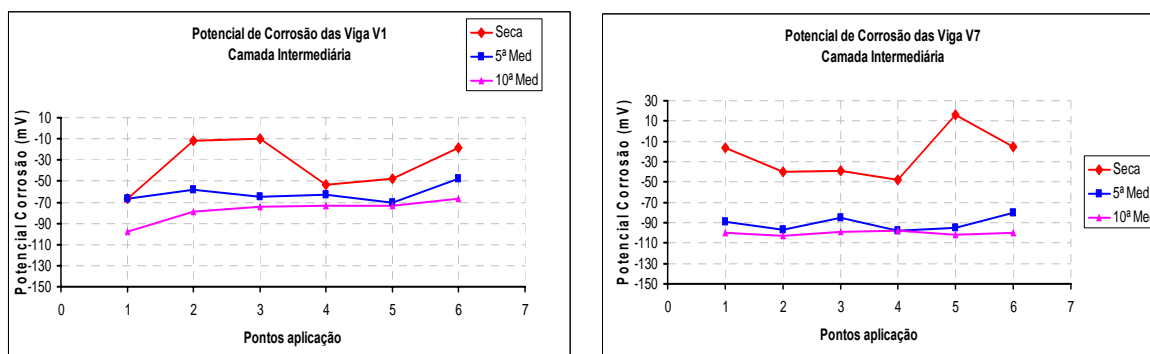 Potencial de Corrosão das Viga V1
Camada Intermediária
Seca
5ª Med
10ª Med
Potencial Corrosão (mV)
10
-10
-30
-50
-70
-90
-110
-130
-150
0 1 2 3 4 5 6 7
Pontos aplicação
Potencial de Corrosão das Viga V7
Camada Intermediária
Seca
5ª Med
10ª Med
Potencial Corrosão (mV)
30
10
-10
-30
-50
-70
-90
-110
-130
-150
0 1 2 3 4 5 6 7
Pontos aplicação